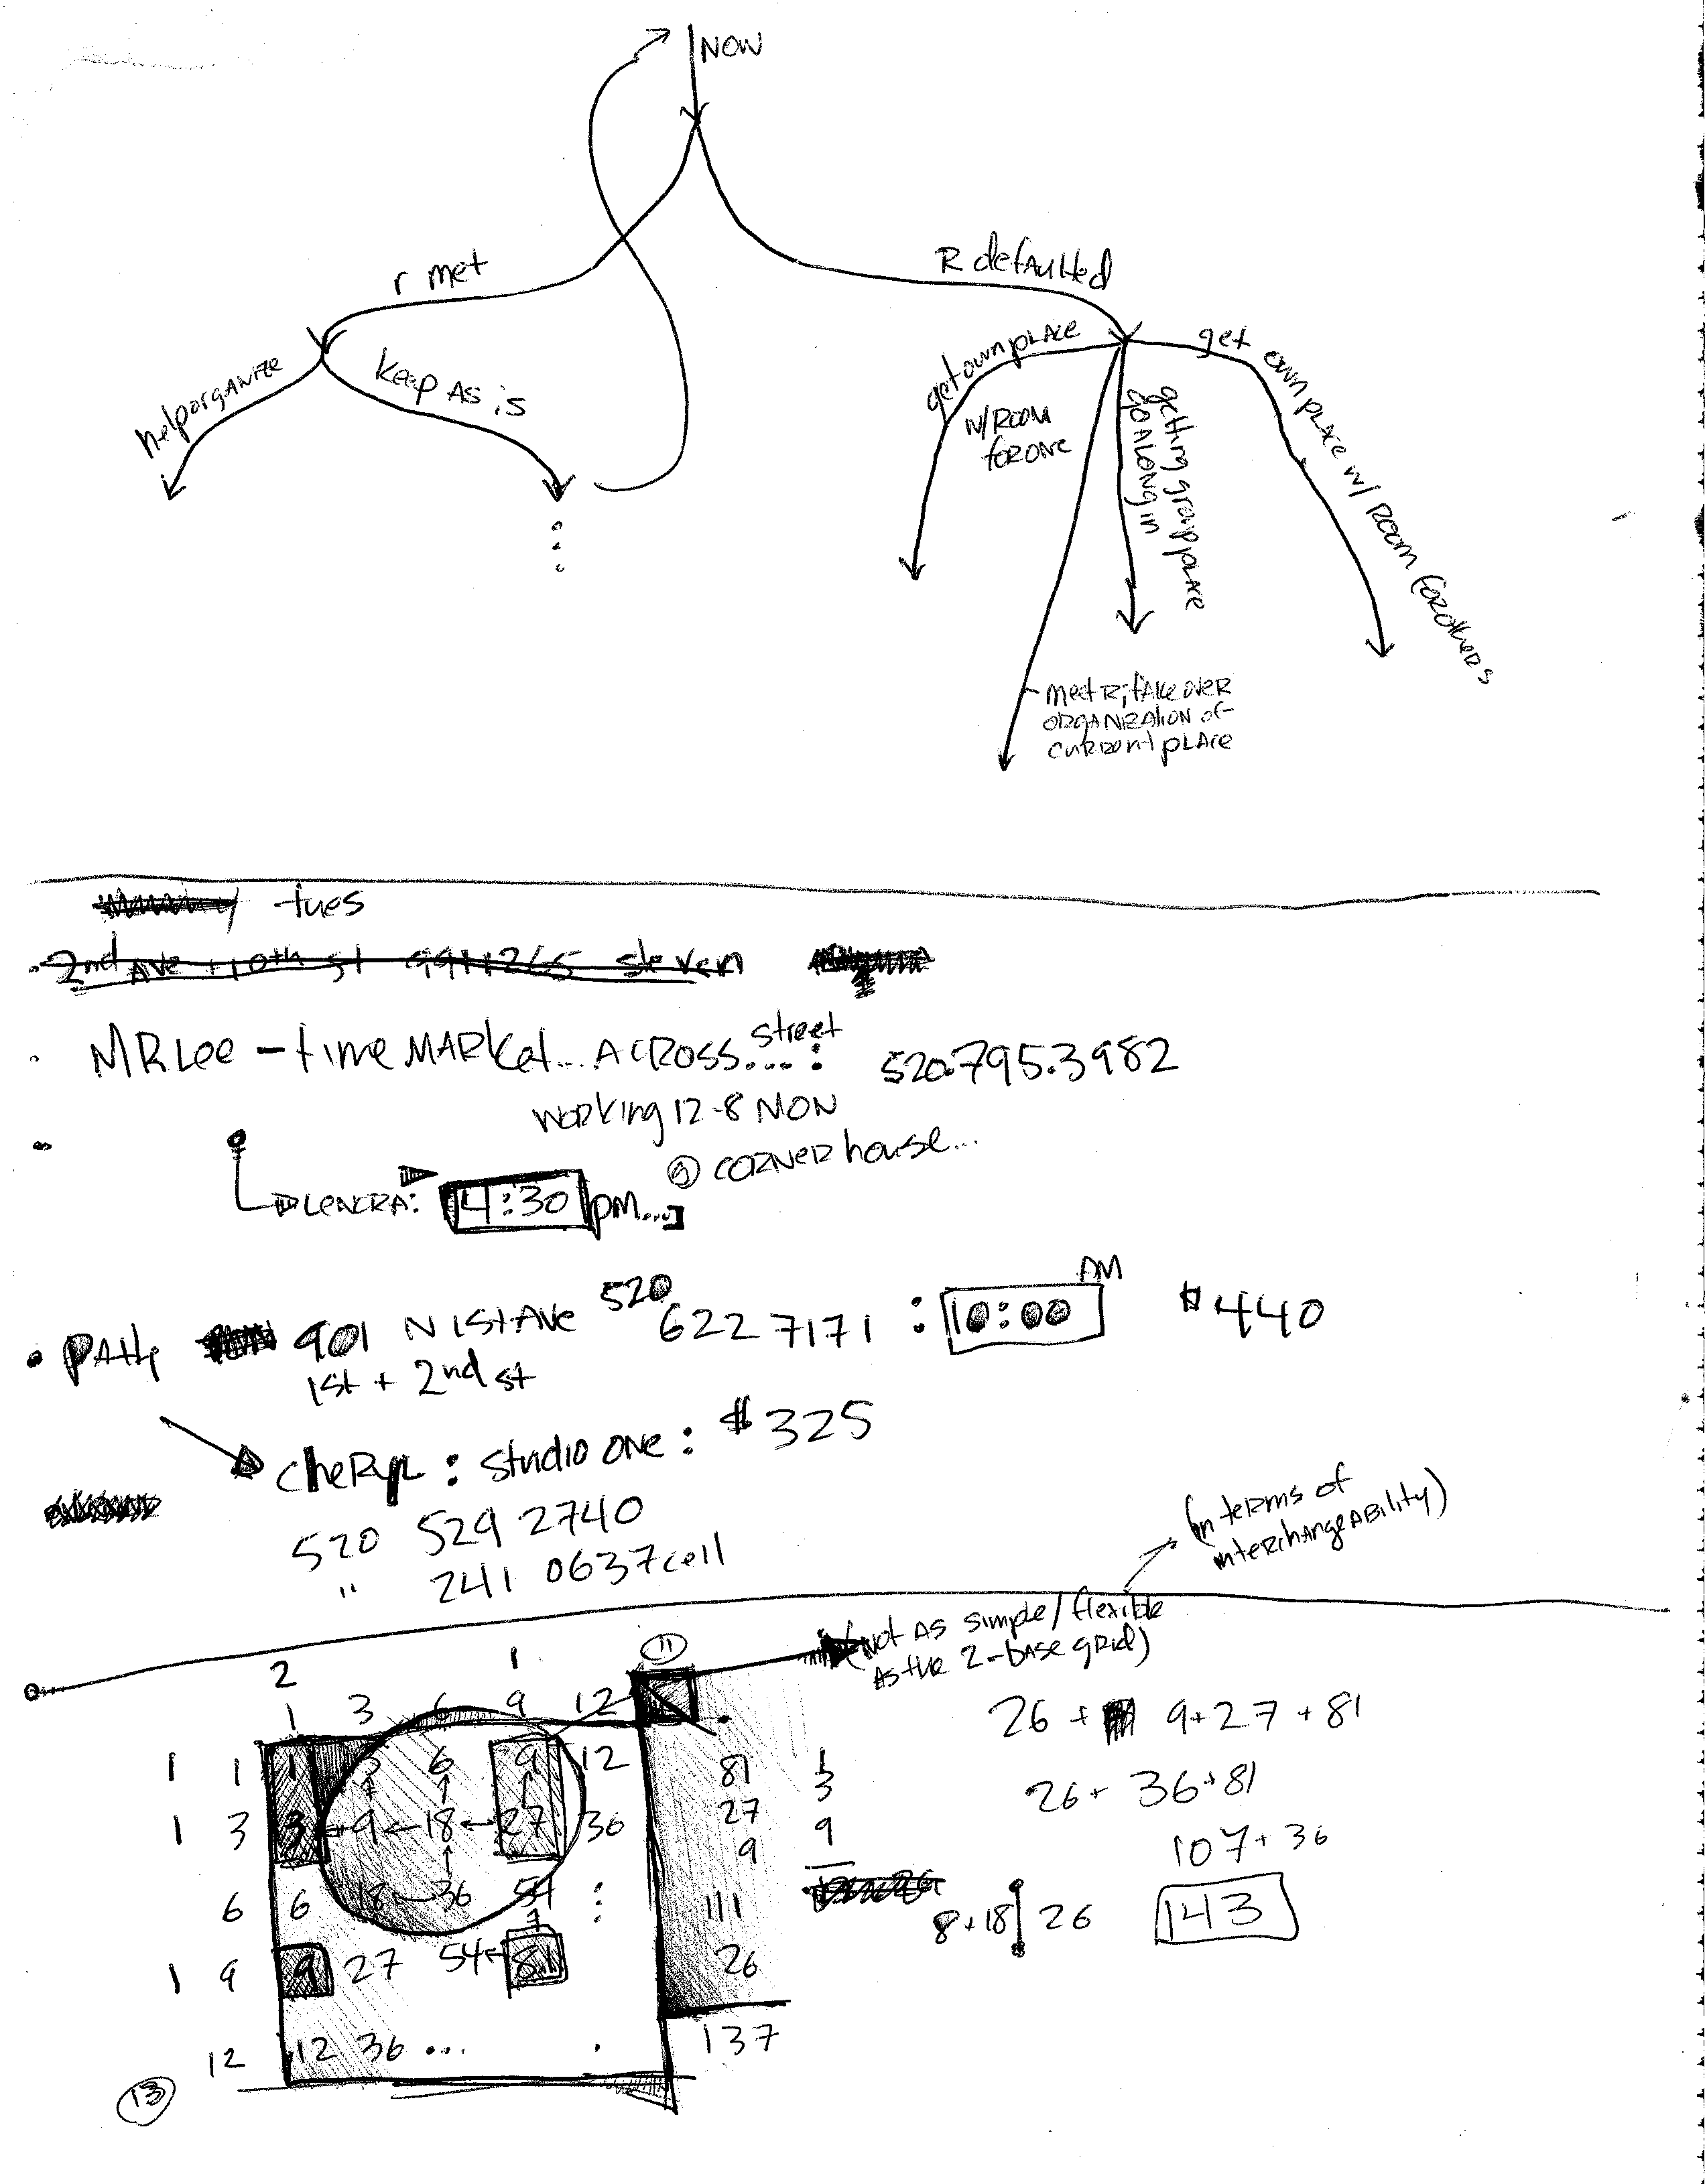 NOW
r met
R defaulted
help organize
keep AS is
get own place
w/ROOM
for one
getting group place
go ALONG in
get own place w/ room for others
meet R; take over
organization of
current place
tues
2nd Ave + 10th st 9911265 steven
MR Lee - time MARket... ACROSS... street :
520.795.3982
working 12-8 MON
@ CORNER house...
LENCRA: 4:30 pm...
PAtty 901 N 1st Ave 520 622 7171 : 10:00 AM $440
1st + 2nd st
Cheryl : studio one : $325
520 529 2740
" 241 0637 cell
(in terms of
interchangeability)
(Not AS simple/flexible
As the 2-base grid)
2 1 11
1 3 6 9 12
1 1 1 3 6 9 12 81 1
3
1 3 3 9 18 27 36 27
9 9
6 6 18 36 54 : 111
1 9 9 27 54 81 26
12 12 36 ... . 137
13
26 + 9+27+81
26+ 36+81
107+36
8+18 26 143